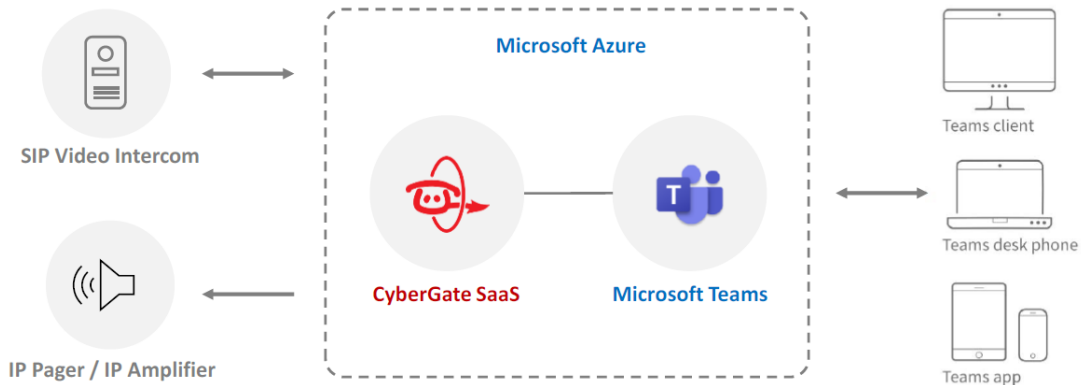 Microsoft Azure
SIP Video Intercom
IP Pager / IP Amplifier
CyberGate SaaS
T
Microsoft Teams
Teams client
Teams desk phone
Teams app